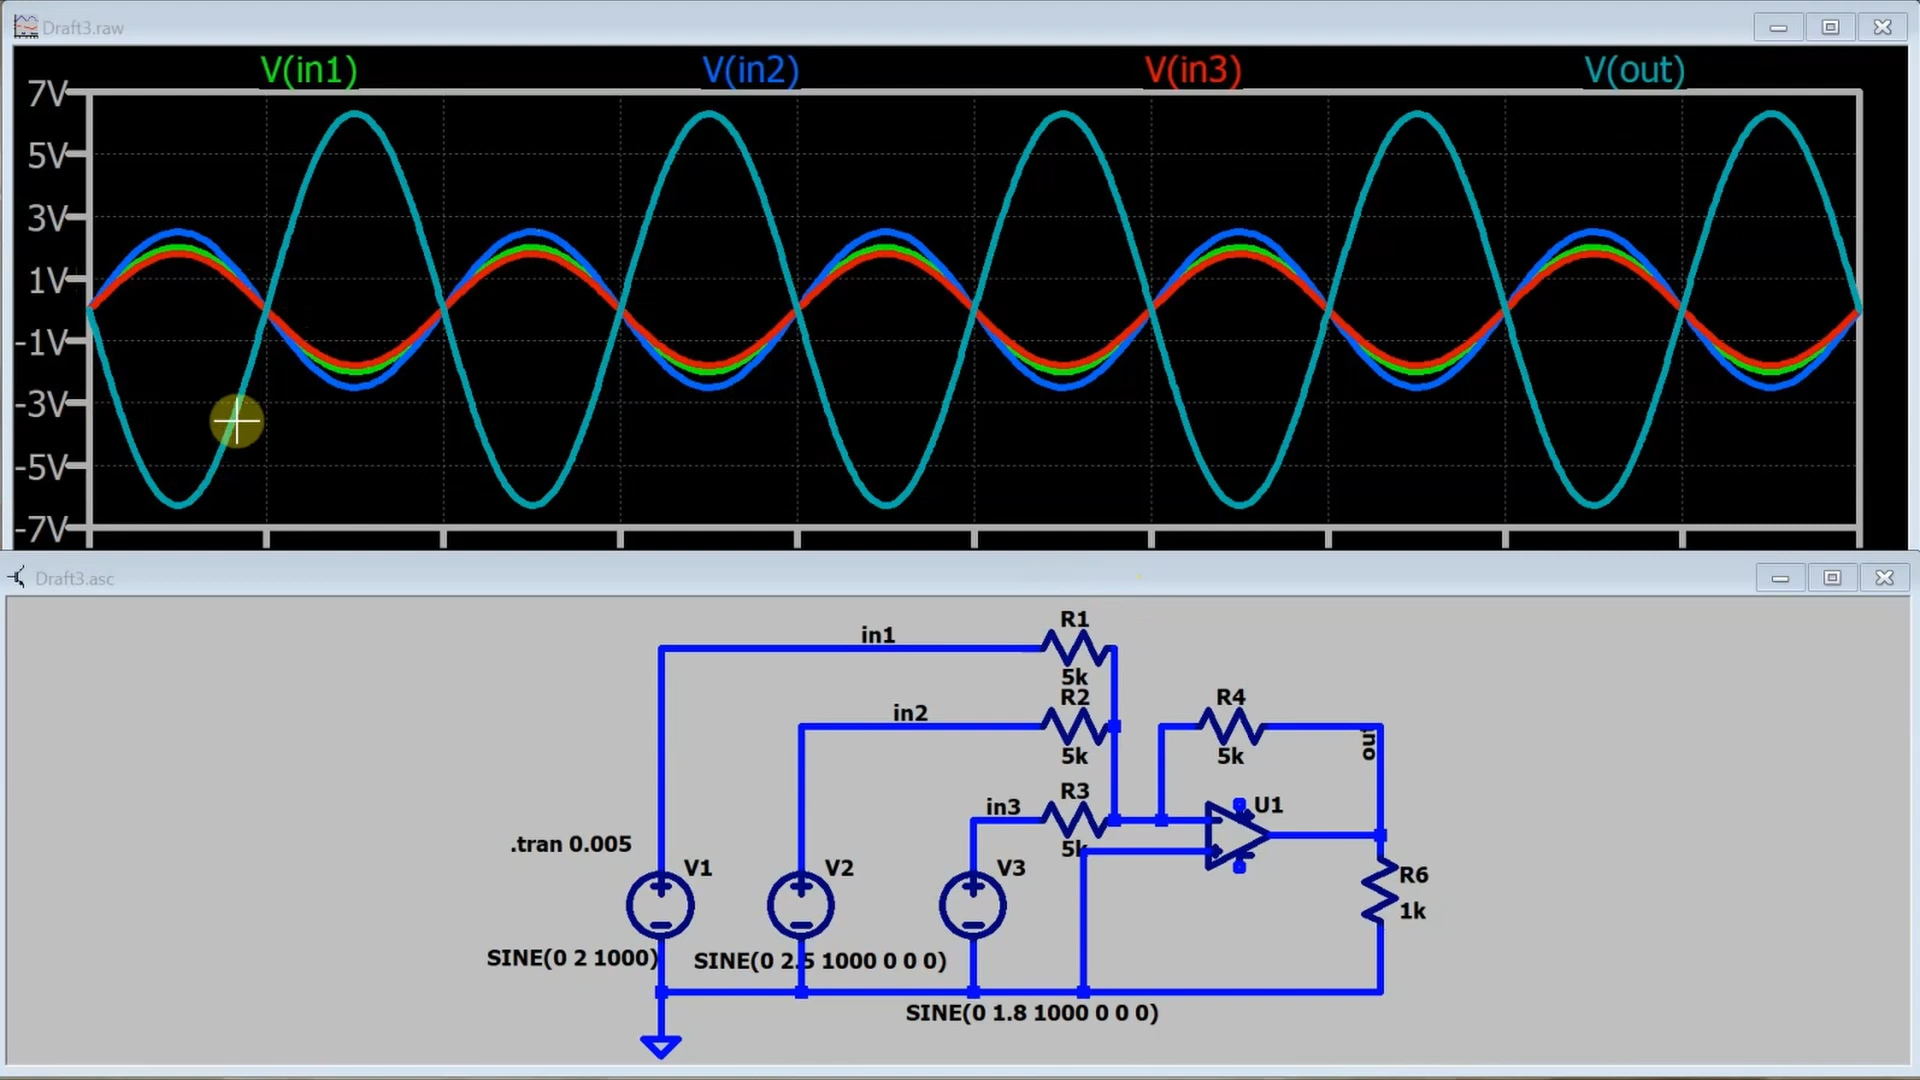 Draft3.raw
V(in1) V(in2) V(in3) V(out)
7V
5V
3V
1V
-1V
-3V
-5V
-7V
Draft3.asc
R1
in1
5k
R2
in2
5k
R4
5k
out
R3
in3
5k
U1
.tran 0.005
V1
V2
V3
R6
1k
SINE(0 2 1000)
SINE(0 2.5 1000 0 0 0)
SINE(0 1.8 1000 0 0 0)